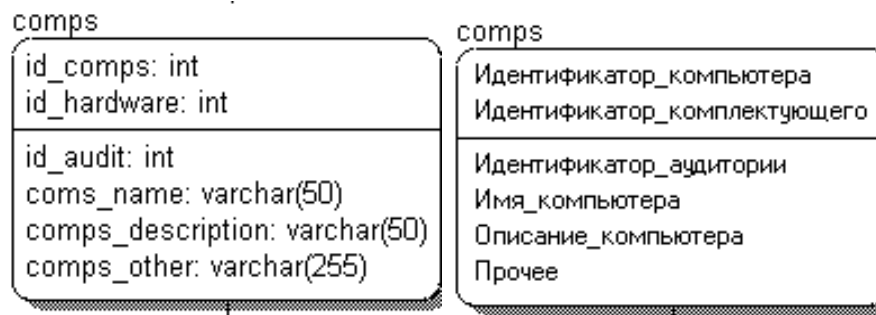 comps
id_comps: int
id_hardware: int
id_audit: int
coms_name: varchar(50)
comps_description: varchar(50)
comps_other: varchar(255)
comps
Идентификатор_компьютера
Идентификатор_комплектующего
Идентификатор_аудитории
Имя_компьютера
Описание_компьютера
Прочее